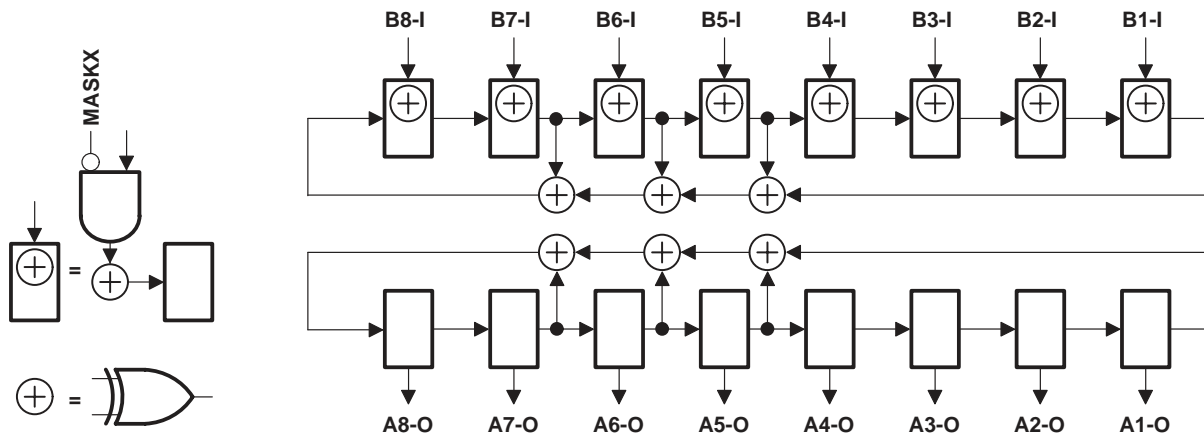 B8-I B7-I B6-I B5-I B4-I B3-I B2-I B1-I
MASKX
=
=
A8-O A7-O A6-O A5-O A4-O A3-O A2-O A1-O